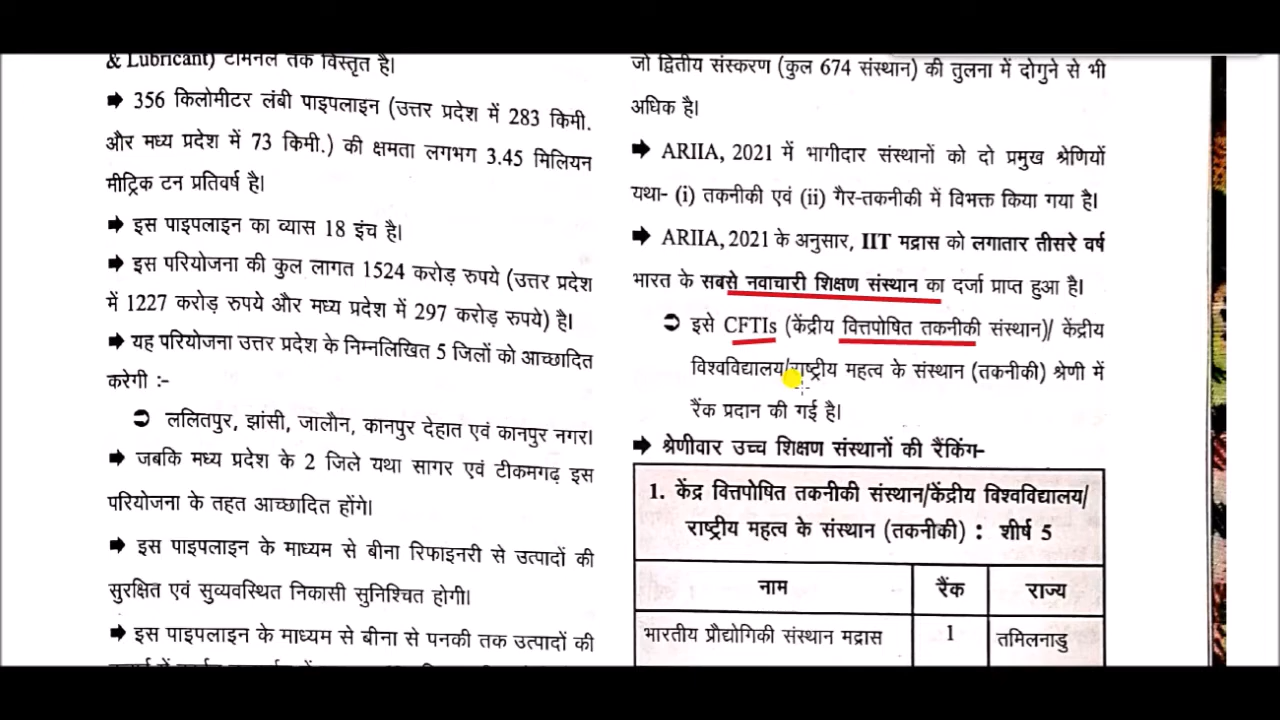 & Lubricant) टर्मिनल तक विस्तृत है।
➡ 356 किलोमीटर लंबी पाइपलाइन (उत्तर प्रदेश में 283 किमी.
और मध्य प्रदेश में 73 किमी.) की क्षमता लगभग 3.45 मिलियन
मीट्रिक टन प्रतिवर्ष है।
➡ इस पाइपलाइन का व्यास 18 इंच है।
➡ इस परियोजना की कुल लागत 1524 करोड़ रुपये (उत्तर प्रदेश
में 1227 करोड़ रुपये और मध्य प्रदेश में 297 करोड़ रुपये) है।
➡ यह परियोजना उत्तर प्रदेश के निम्नलिखित 5 जिलों को आच्छादित
करेगी :-
➲ ललितपुर, झांसी, जालौन, कानपुर देहात एवं कानपुर नगर।
➡ जबकि मध्य प्रदेश के 2 जिले यथा सागर एवं टीकमगढ़ इस
परियोजना के तहत आच्छादित होंगे।
➡ इस पाइपलाइन के माध्यम से बीना रिफाइनरी से उत्पादों की
सुरक्षित एवं सुव्यवस्थित निकासी सुनिश्चित होगी।
➡ इस पाइपलाइन के माध्यम से बीना से पनकी तक उत्पादों की
जो द्वितीय संस्करण (कुल 674 संस्थान) की तुलना में दोगुने से भी
अधिक है।
➡ ARIIA, 2021 में भागीदार संस्थानों को दो प्रमुख श्रेणियों
यथा- (i) तकनीकी एवं (ii) गैर-तकनीकी में विभक्त किया गया है।
➡ ARIIA, 2021 के अनुसार, IIT मद्रास को लगातार तीसरे वर्ष
भारत के सबसे नवाचारी शिक्षण संस्थान का दर्जा प्राप्त हुआ है।
➲ इसे CFTIs (केंद्रीय वित्तपोषित तकनीकी संस्थान)/ केंद्रीय
विश्वविद्यालय/राष्ट्रीय महत्व के संस्थान (तकनीकी) श्रेणी में
रैंक प्रदान की गई है।
➡ श्रेणीवार उच्च शिक्षण संस्थानों की रैंकिंग-
1. केंद्र वित्तपोषित तकनीकी संस्थान/केंद्रीय विश्वविद्यालय/
राष्ट्रीय महत्व के संस्थान (तकनीकी) : शीर्ष 5
नाम रैंक राज्य
भारतीय प्रौद्योगिकी संस्थान मद्रास 1 तमिलनाडु